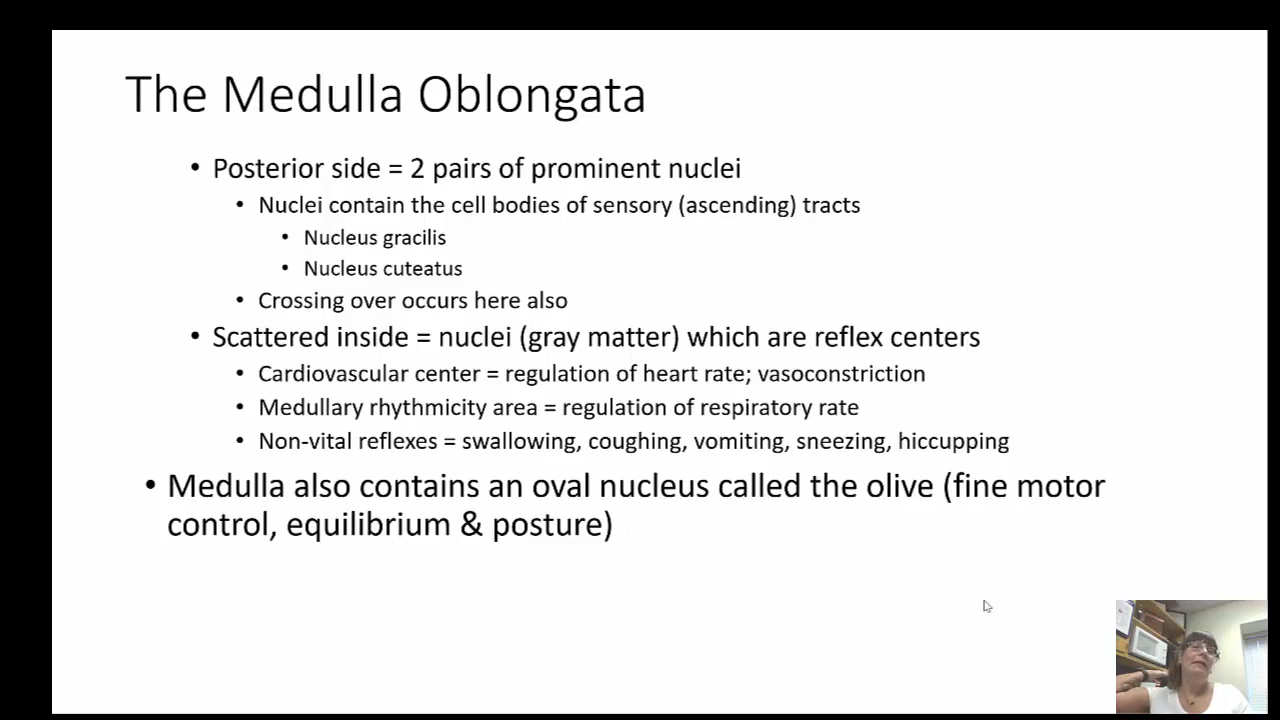 The Medulla Oblongata
• Posterior side = 2 pairs of prominent nuclei
• Nuclei contain the cell bodies of sensory (ascending) tracts
• Nucleus gracilis
• Nucleus cuteatus
• Crossing over occurs here also
• Scattered inside = nuclei (gray matter) which are reflex centers
• Cardiovascular center = regulation of heart rate; vasoconstriction
• Medullary rhythmicity area = regulation of respiratory rate
• Non-vital reflexes = swallowing, coughing, vomiting, sneezing, hiccupping
• Medulla also contains an oval nucleus called the olive (fine motor
control, equilibrium & posture)